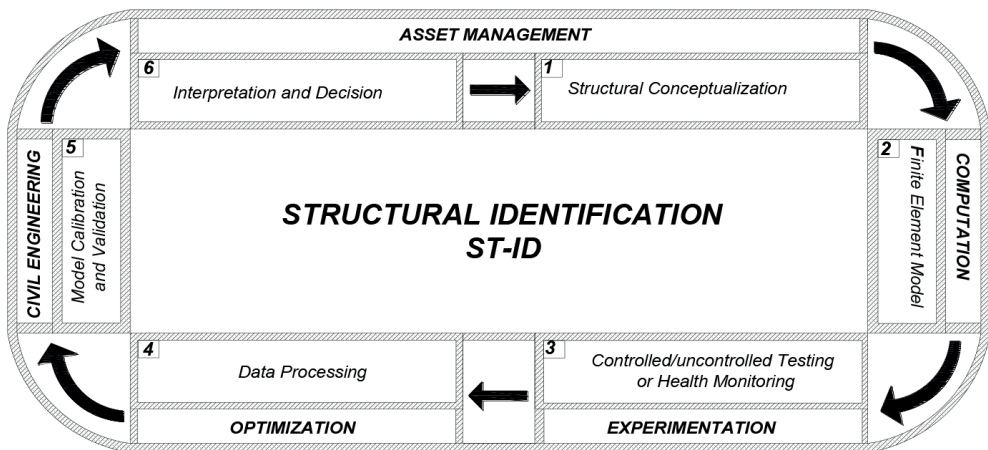 ASSET MANAGEMENT
6
Interpretation and Decision
1
Structural Conceptualization
2
Finite Element Model
COMPUTATION
3
Controlled/uncontrolled Testing
or Health Monitoring
EXPERIMENTATION
4
Data Processing
OPTIMIZATION
5
Model Calibration
and Validation
CIVIL ENGINEERING
STRUCTURAL IDENTIFICATION
ST-ID